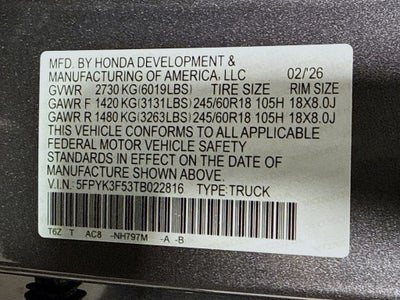 MFD. BY HONDA DEVELOPMENT &
MANUFACTURING OF AMERICA, LLC 02/'26
GVWR 2730 KG(6019LBS) TIRE SIZE RIM SIZE
GAWR F 1420 KG(3131LBS) 245/60R18 105H 18X8.0J
GAWR R 1480 KG(3263LBS) 245/60R18 105H 18X8.0J
THIS VEHICLE CONFORMS TO ALL APPLICABLE
FEDERAL MOTOR VEHICLE SAFETY
STANDARDS IN EFFECT ON THE DATE OF
MANUFACTURE SHOWN ABOVE.
V.I.N.: 5FPYK3F53TB022816 TYPE:TRUCK
T6Z T AC8 -NH797M -A -B